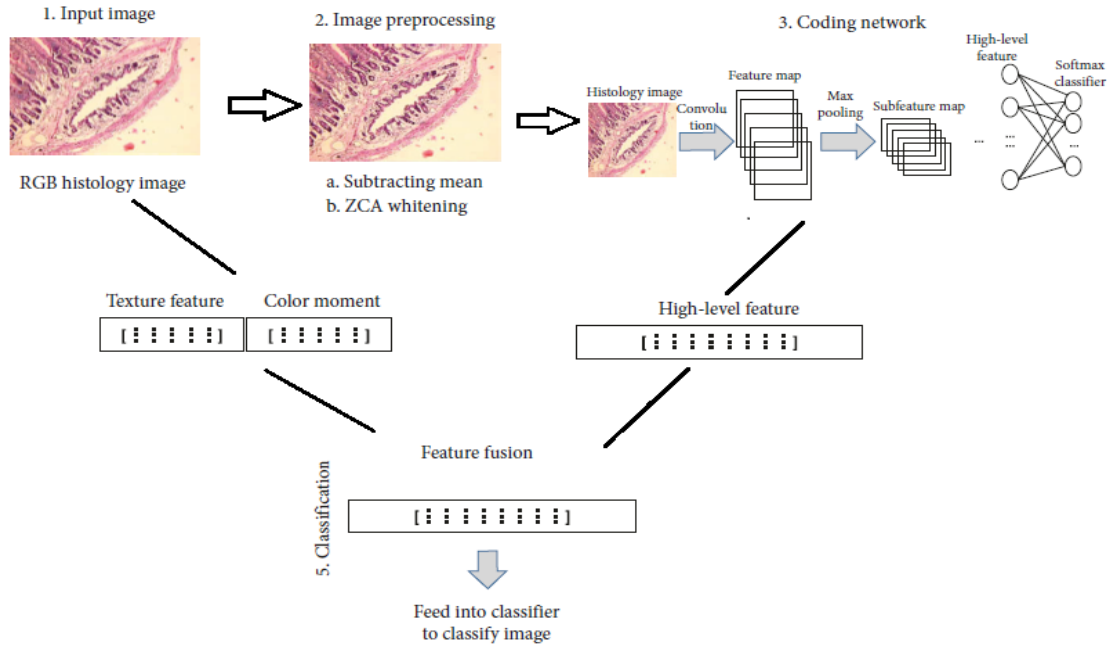 1. Input image
RGB histology image
2. Image preprocessing
a. Subtracting mean
b. ZCA whitening
3. Coding network
Histology image
Convolu
tion
Feature map
Max
pooling
Subfeature map
...
High-level
feature
Softmax
classifier
... ...
...
Texture feature
[ ] 
Color moment
[ ]
High-level feature
[ ]
5. Classification
Feature fusion
[ ]
Feed into classifier
to classify image